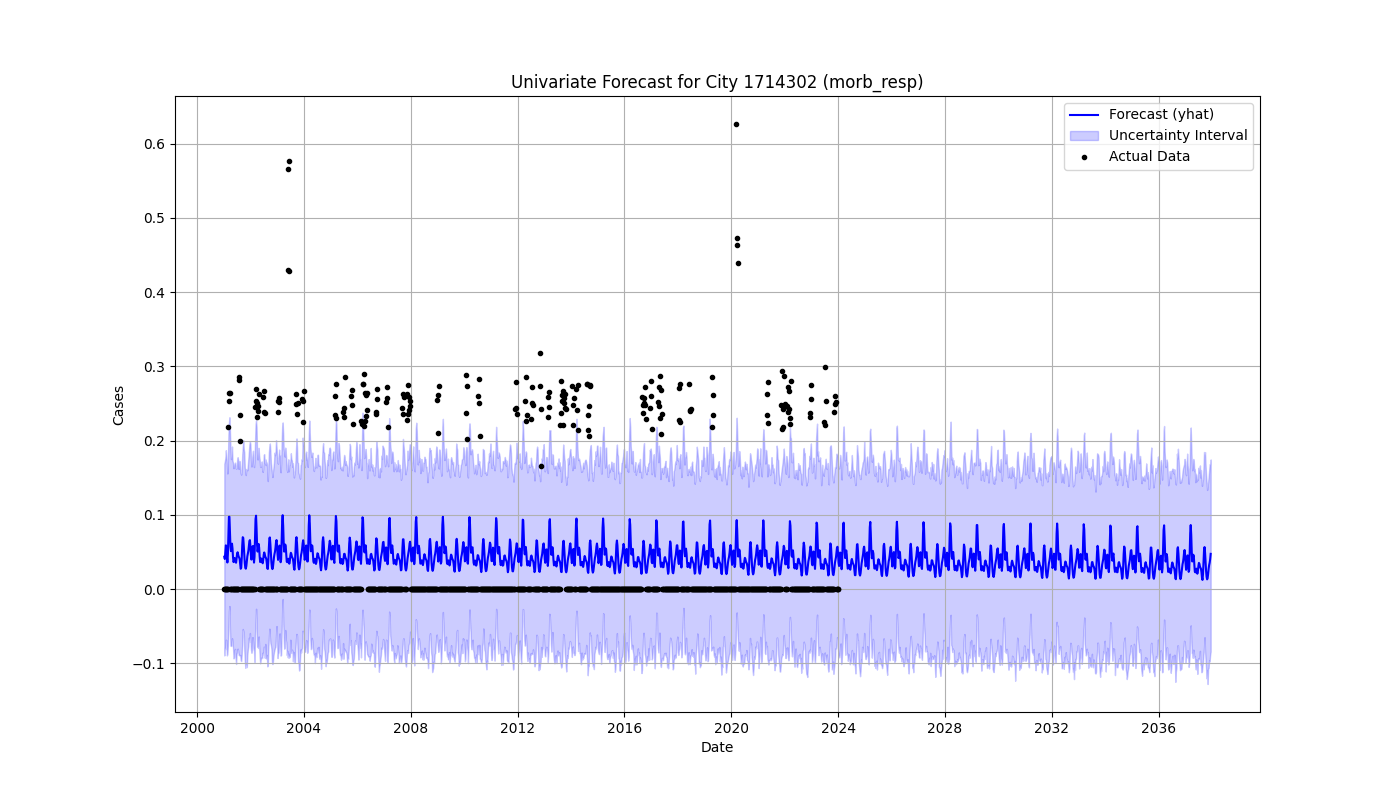 Univariate Forecast for City 1714302 (morb_resp)
Forecast (yhat)
Uncertainty Interval
Actual Data
Cases
0.6
0.5
0.4
0.3
0.2
0.1
0.0
−0.1
2000 2004 2008 2012 2016 2020 2024 2028 2032 2036
Date